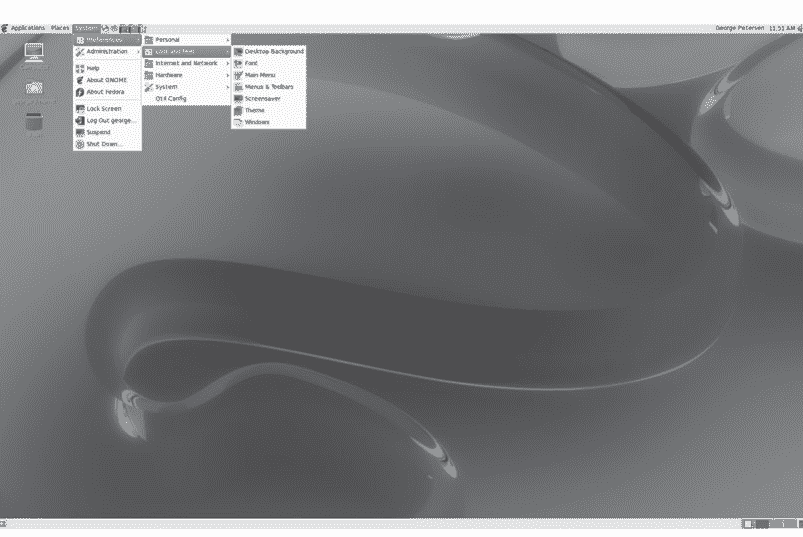 Applications Places System
George Petersen 11:51 AM
Preferences
Administration
Help
About GNOME
About Fedora
Lock Screen
Log Out george...
Suspend
Shut Down...
Personal
Look and Feel
Internet and Network
Hardware
System
Qt4 Config
Desktop Background
Font
Main Menu
Menus & Toolbars
Screensaver
Theme
Windows